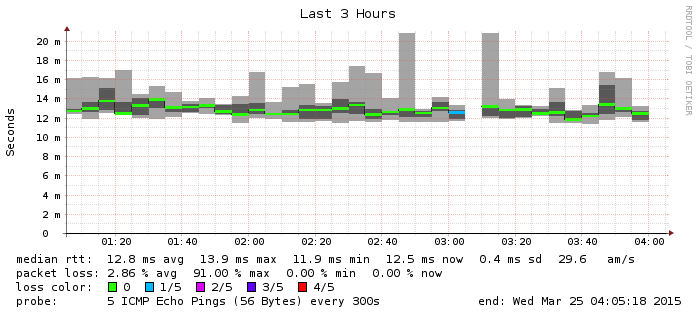 Last 3 Hours
RRDTOOL / TOBI OETIKER
Seconds
20 m
18 m
16 m
14 m
12 m
10 m
8 m
6 m
4 m
2 m
0
01:20 01:40 02:00 02:20 02:40 03:00 03:20 03:40 04:00
median rtt: 12.8 ms avg 13.9 ms max 11.9 ms min 12.5 ms now 0.4 ms sd 29.6 am/s
packet loss: 2.86 % avg 91.00 % max 0.00 % min 0.00 % now
loss color: 0 1/5 2/5 3/5 4/5
probe: 5 ICMP Echo Pings (56 Bytes) every 300s end: Wed Mar 25 04:05:18 2015